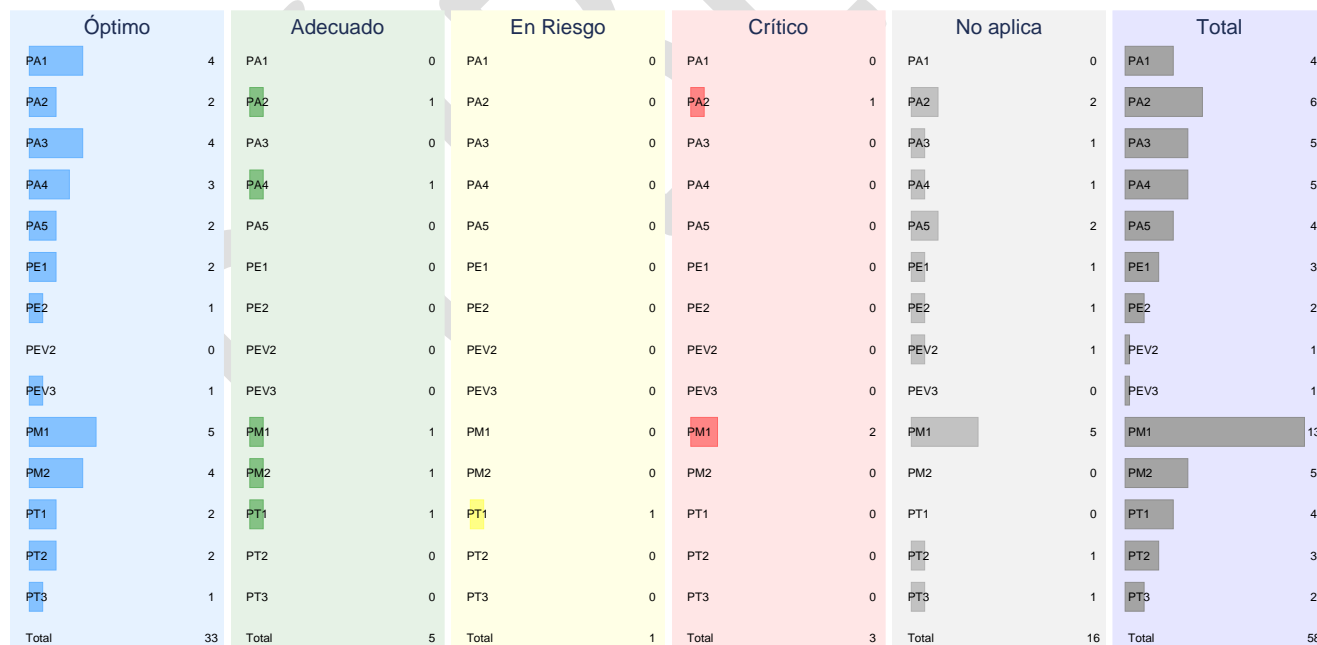 Óptimo Adecuado En Riesgo Crítico No aplica Total
PA1 4 PA1 0 PA1 0 PA1 0 PA1 0 PA1 4
PA2 2 PA2 1 PA2 0 PA2 1 PA2 2 PA2 6
PA3 4 PA3 0 PA3 0 PA3 0 PA3 1 PA3 5
PA4 3 PA4 1 PA4 0 PA4 0 PA4 1 PA4 5
PA5 2 PA5 0 PA5 0 PA5 0 PA5 2 PA5 4
PE1 2 PE1 0 PE1 0 PE1 0 PE1 1 PE1 3
PE2 1 PE2 0 PE2 0 PE2 0 PE2 1 PE2 2
PEV2 0 PEV2 0 PEV2 0 PEV2 0 PEV2 1 PEV2 1
PEV3 1 PEV3 0 PEV3 0 PEV3 0 PEV3 0 PEV3 1
PM1 5 PM1 1 PM1 0 PM1 2 PM1 5 PM1 13
PM2 4 PM2 1 PM2 0 PM2 0 PM2 0 PM2 5
PT1 2 PT1 1 PT1 1 PT1 0 PT1 0 PT1 4
PT2 2 PT2 0 PT2 0 PT2 0 PT2 1 PT2 3
PT3 1 PT3 0 PT3 0 PT3 0 PT3 1 PT3 2
Total 33 Total 5 Total 1 Total 3 Total 16 Total 58